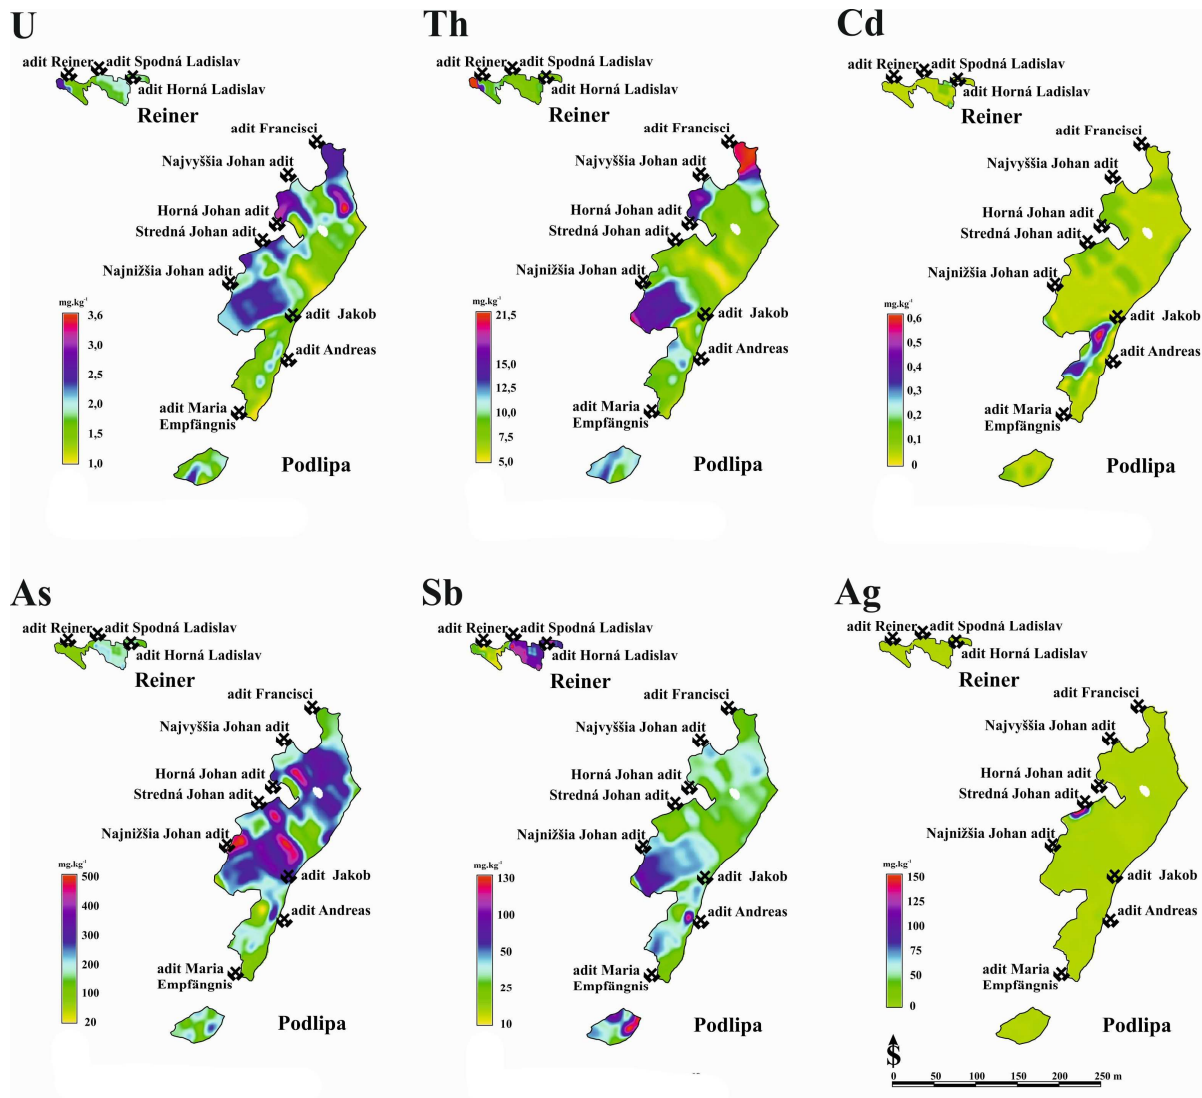 U
adit Reiner
adit Spodná Ladislav
adit Horná Ladislav
Reiner
adit Francisci
Najvyššia Johan adit
Horná Johan adit
Stredná Johan adit
Najnižšia Johan adit
mg.kg-1
3,6
3,0
2,5
2,0
1,5
1,0
adit Jakob
adit Andreas
adit Maria
Empfängnis
Podlipa
Th
adit Reiner
adit Spodná Ladislav
adit Horná Ladislav
Reiner
adit Francisci
Najvyššia Johan adit
Horná Johan adit
Stredná Johan adit
Najnižšia Johan adit
mg.kg-1
21,5
15,0
12,5
10,0
7,5
5,0
adit Jakob
adit Andreas
adit Maria
Empfängnis
Podlipa
Cd
adit Reiner
adit Spodná Ladislav
adit Horná Ladislav
Reiner
adit Francisci
Najvyššia Johan adit
Horná Johan adit
Stredná Johan adit
Najnižšia Johan adit
mg.kg-1
0,6
0,5
0,4
0,3
0,2
0,1
0
adit Jakob
adit Andreas
adit Maria
Empfängnis
Podlipa
As
adit Reiner
adit Spodná Ladislav
adit Horná Ladislav
Reiner
adit Francisci
Najvyššia Johan adit
Horná Johan adit
Stredná Johan adit
Najnižšia Johan adit
mg.kg-1
500
400
300
200
100
20
adit Jakob
adit Andreas
adit Maria
Empfängnis
Podlipa
Sb
adit Reiner
adit Spodná Ladislav
adit Horná Ladislav
Reiner
adit Francisci
Najvyššia Johan adit
Horná Johan adit
Stredná Johan adit
Najnižšia Johan adit
mg.kg-1
130
100
50
25
10
adit Jakob
adit Andreas
adit Maria
Empfängnis
Podlipa
Ag
adit Reiner
adit Spodná Ladislav
adit Horná Ladislav
Reiner
adit Francisci
Najvyššia Johan adit
Horná Johan adit
Stredná Johan adit
Najnižšia Johan adit
mg.kg-1
150
125
100
75
50
0
adit Jakob
adit Andreas
adit Maria
Empfängnis
Podlipa
S
0 50 100 150 200 250 m